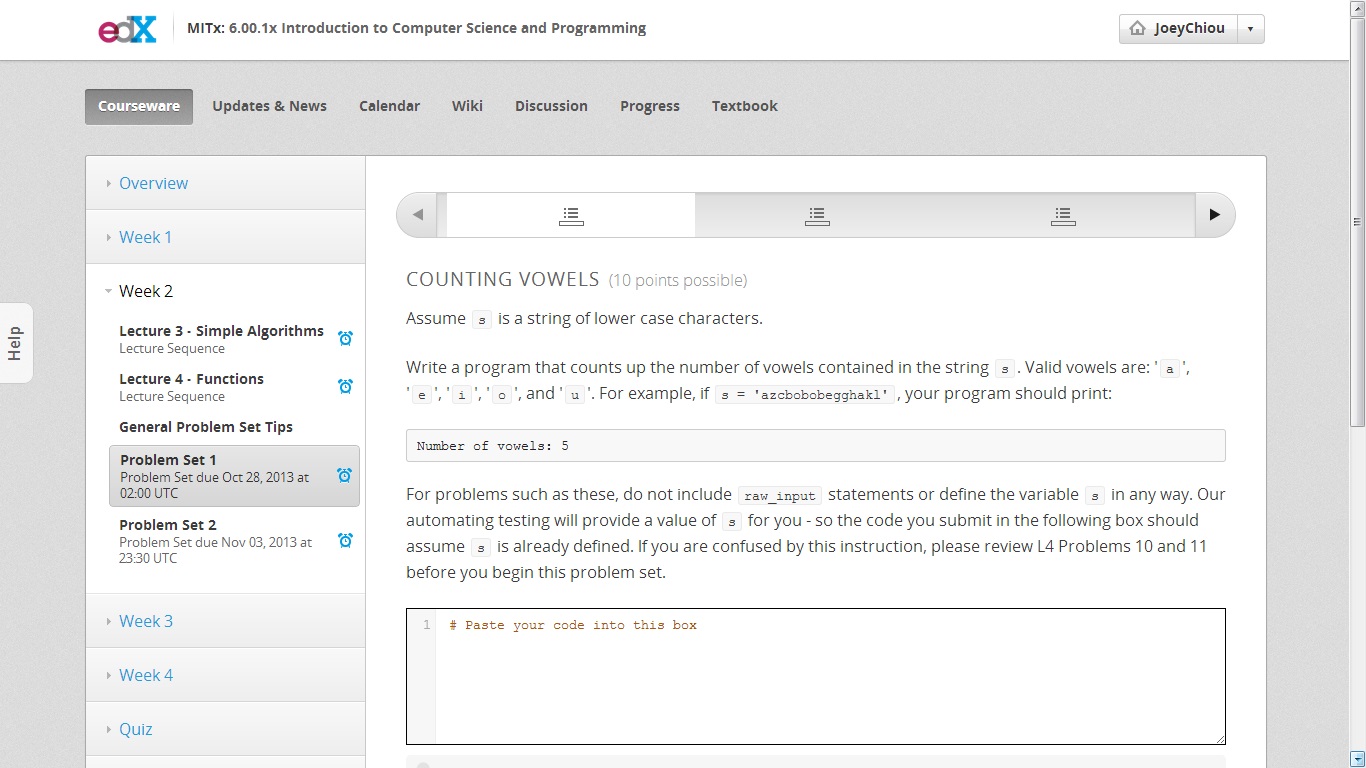 edX
MITx: 6.00.1x Introduction to Computer Science and Programming
JoeyChiou
Courseware
Updates & News
Calendar
Wiki
Discussion
Progress
Textbook
Overview
Week 1
Week 2
Lecture 3 - Simple Algorithms
Lecture Sequence
Lecture 4 - Functions
Lecture Sequence
General Problem Set Tips
Problem Set 1
Problem Set due Oct 28, 2013 at
02:00 UTC
Problem Set 2
Problem Set due Nov 03, 2013 at
23:30 UTC
Week 3
Week 4
Quiz
Help
COUNTING VOWELS (10 points possible)
Assume s is a string of lower case characters.
Write a program that counts up the number of vowels contained in the string s. Valid vowels are: 'a',
'e', 'i', 'o', and 'u'. For example, if s = 'azcbobobegghakl', your program should print:
Number of vowels: 5
For problems such as these, do not include raw_input statements or define the variable s in any way. Our
automating testing will provide a value of s for you - so the code you submit in the following box should
assume s is already defined. If you are confused by this instruction, please review L4 Problems 10 and 11
before you begin this problem set.
1 # Paste your code into this box